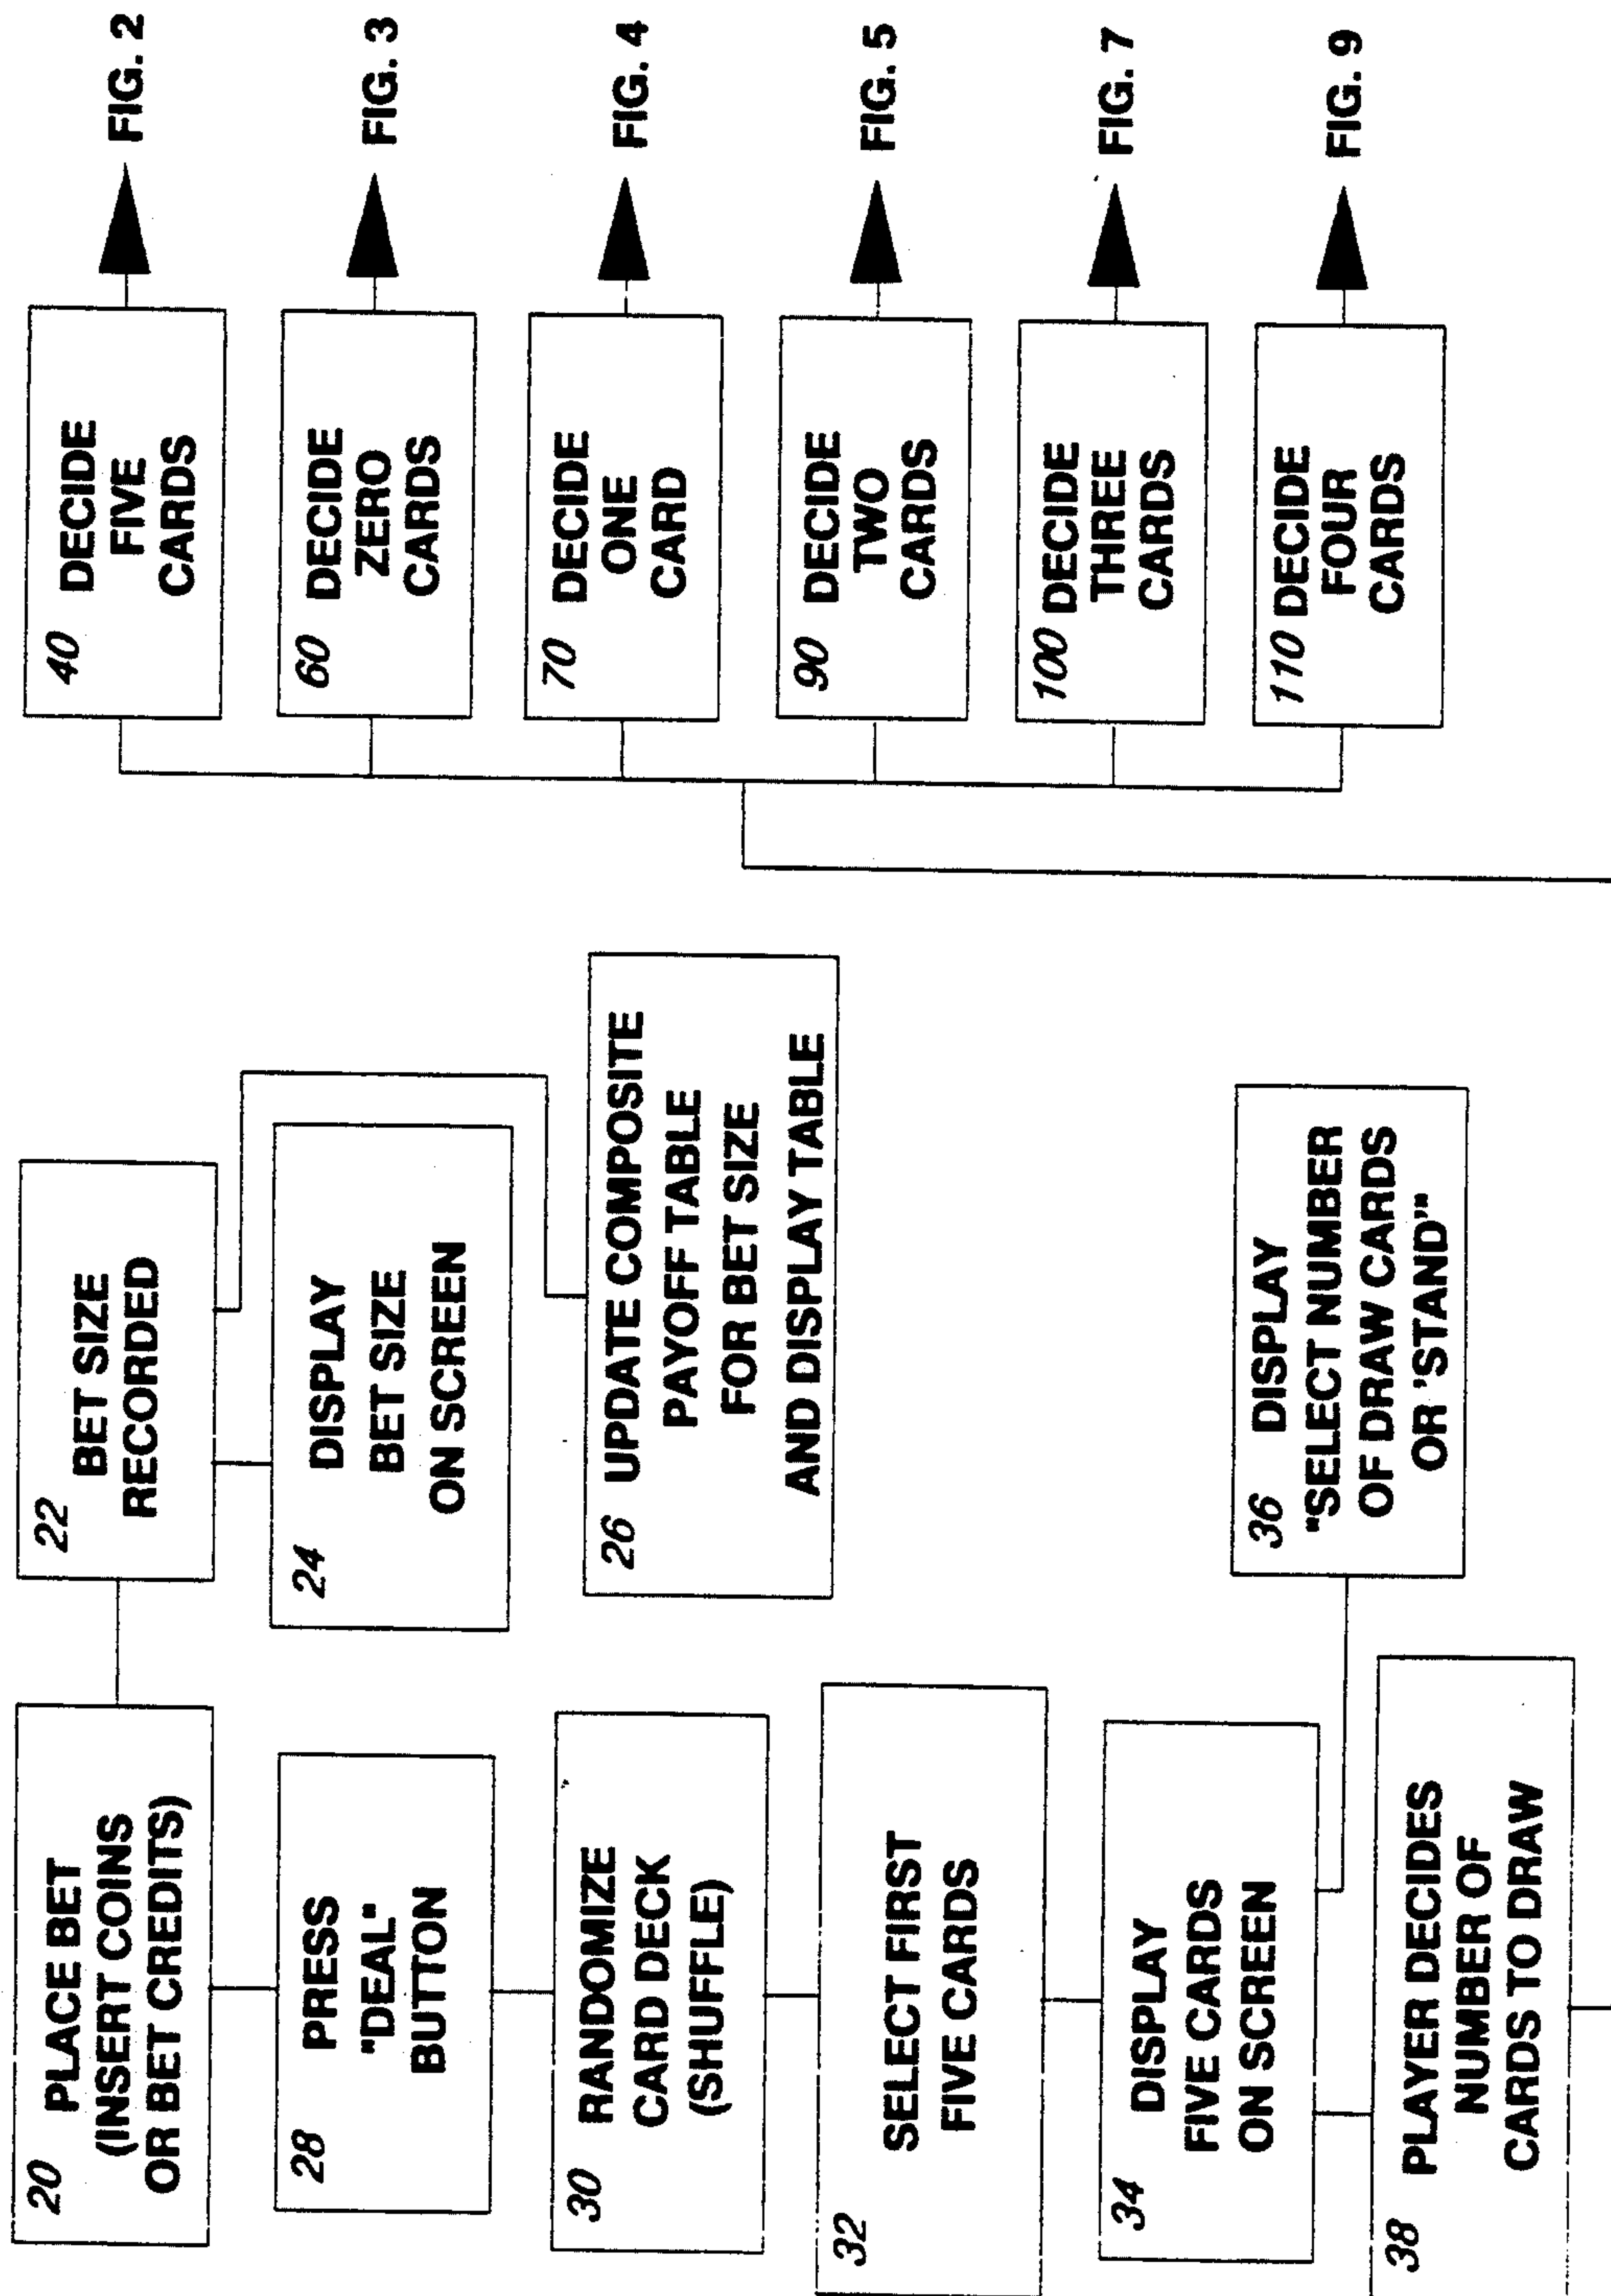 20 PLACE BET
(INSERT COINS
OR BET CREDITS)
22 BET SIZE
RECORDED
24 DISPLAY
BET SIZE
ON SCREEN
26 UPDATE COMPOSITE
PAYOFF TABLE
FOR BET SIZE
AND DISPLAY TABLE
28 PRESS
"DEAL"
BUTTON
30 RANDOMIZE
CARD DECK
(SHUFFLE)
32 SELECT FIRST
FIVE CARDS
34 DISPLAY
FIVE CARDS
ON SCREEN
36 DISPLAY
"SELECT NUMBER
OF DRAW CARDS
OR 'STAND'"
38 PLAYER DECIDES
NUMBER OF
CARDS TO DRAW
40 DECIDE
FIVE
CARDS
FIG. 2
60 DECIDE
ZERO
CARDS
FIG. 3
70 DECIDE
ONE
CARD
FIG. 4
90 DECIDE
TWO
CARDS
FIG. 5
100 DECIDE
THREE
CARDS
FIG. 7
110 DECIDE
FOUR
CARDS
FIG. 9